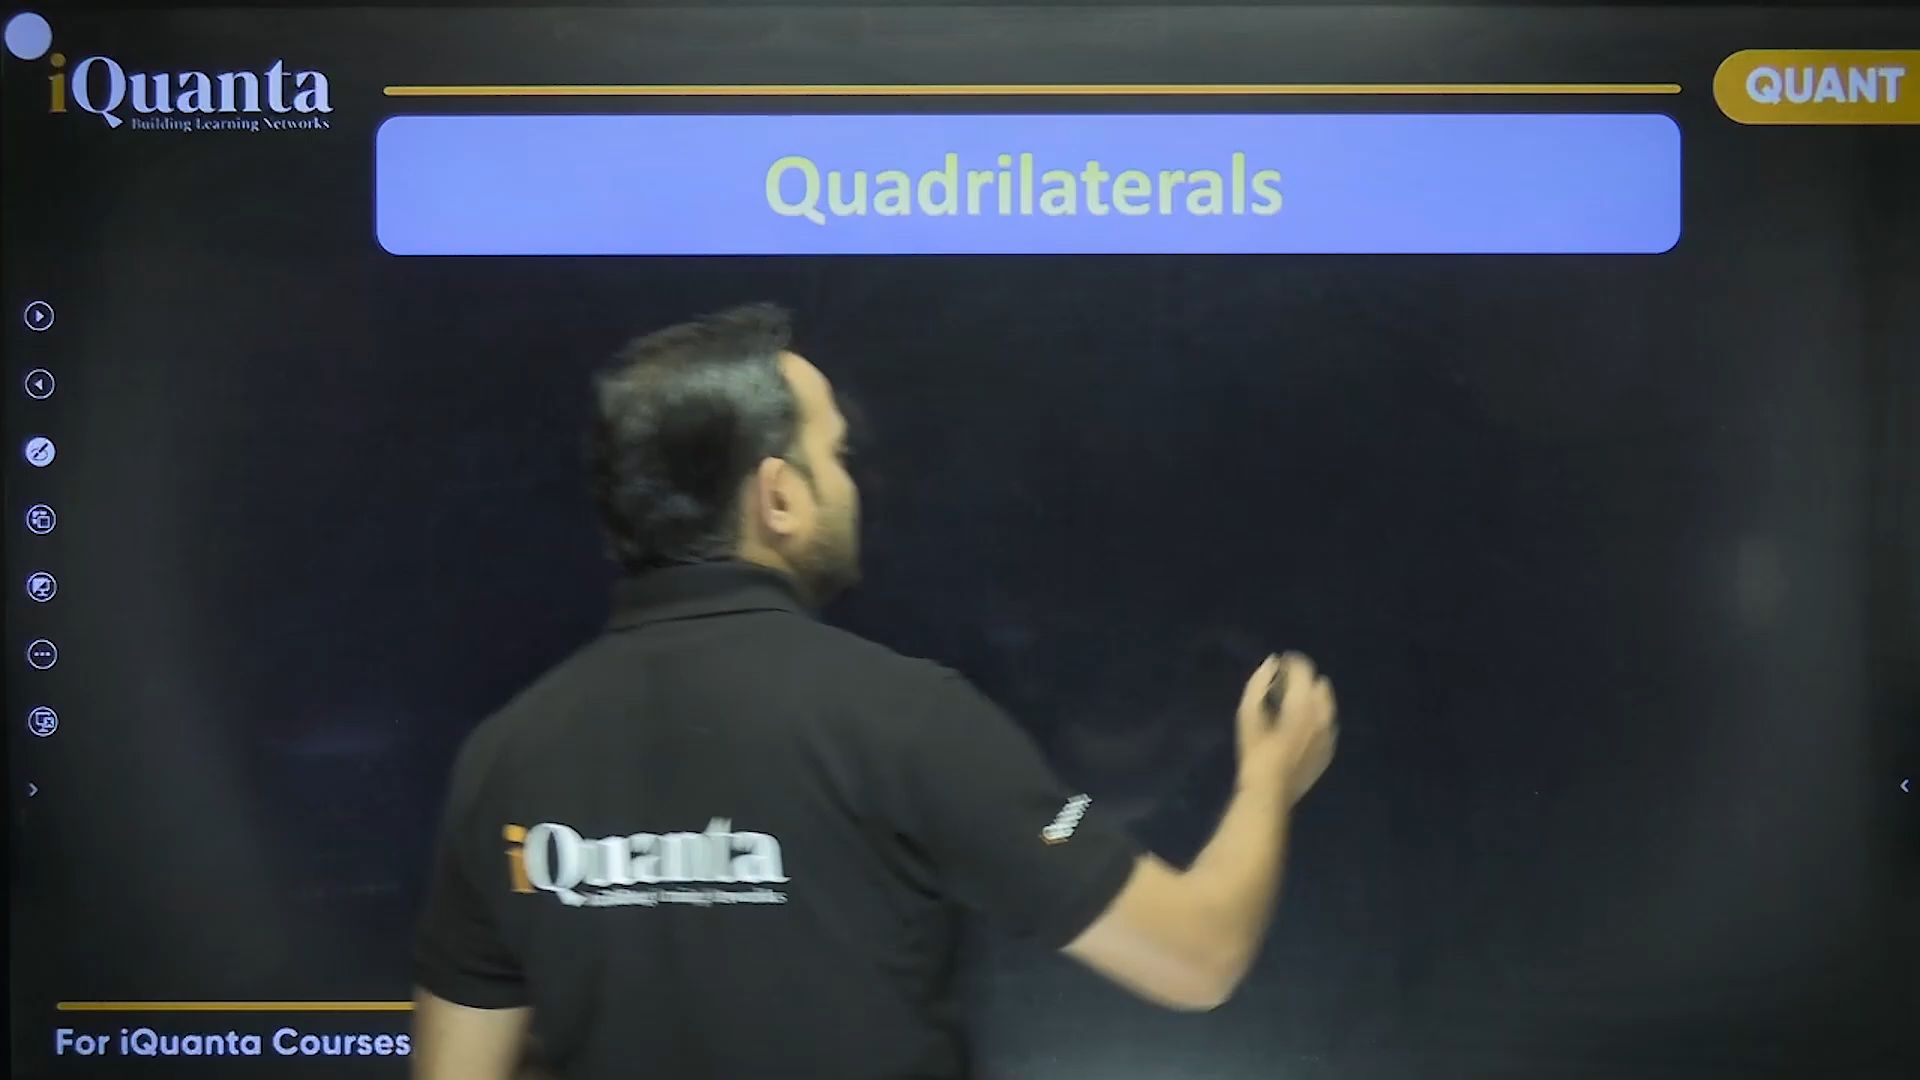 iQuanta
Building Learning Networks
QUANT
Quadrilaterals
iQuanta
For iQuanta Courses